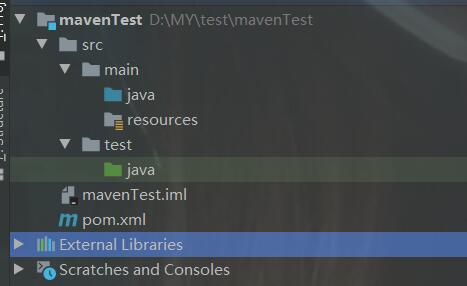 mavenTest D:\MY\test\mavenTest
src
main
java
resources
test
java
mavenTest.iml
pom.xml
External Libraries
Scratches and Consoles